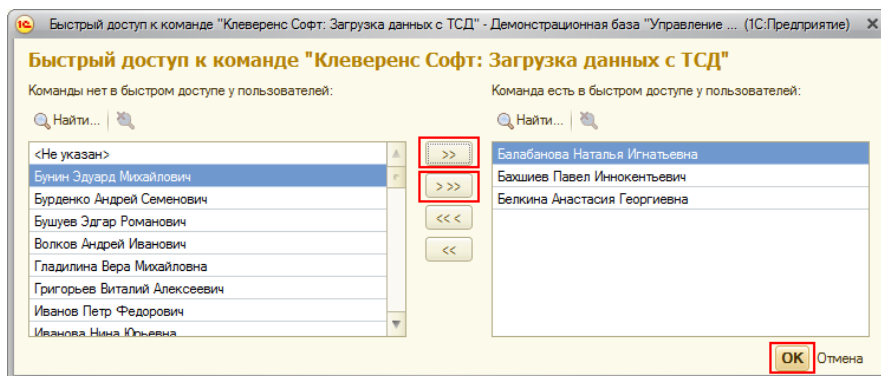 Быстрый доступ к команде "Клеверенс Софт: Загрузка данных с ТСД" - Демонстрационная база "Управление ... (1С:Предприятие)
Быстрый доступ к команде "Клеверенс Софт: Загрузка данных с ТСД"
Команды нет в быстром доступе у пользователей:
Команда есть в быстром доступе у пользователей:
Найти...
Найти...
<Не указан>
>>
Балабанова Наталья Игнатьевна
Бунин Эдуард Михайлович
> >>
Бахшиев Павел Иннокентьевич
Бурденко Андрей Семенович
Белкина Анастасия Георгиевна
Бушуев Эдгар Романович
<< <
Волков Андрей Иванович
<<
Гладилина Вера Михайловна
Григорьев Виталий Алексеевич
Иванов Петр Федорович
Иванова Нина Юрьевна
OK Отмена